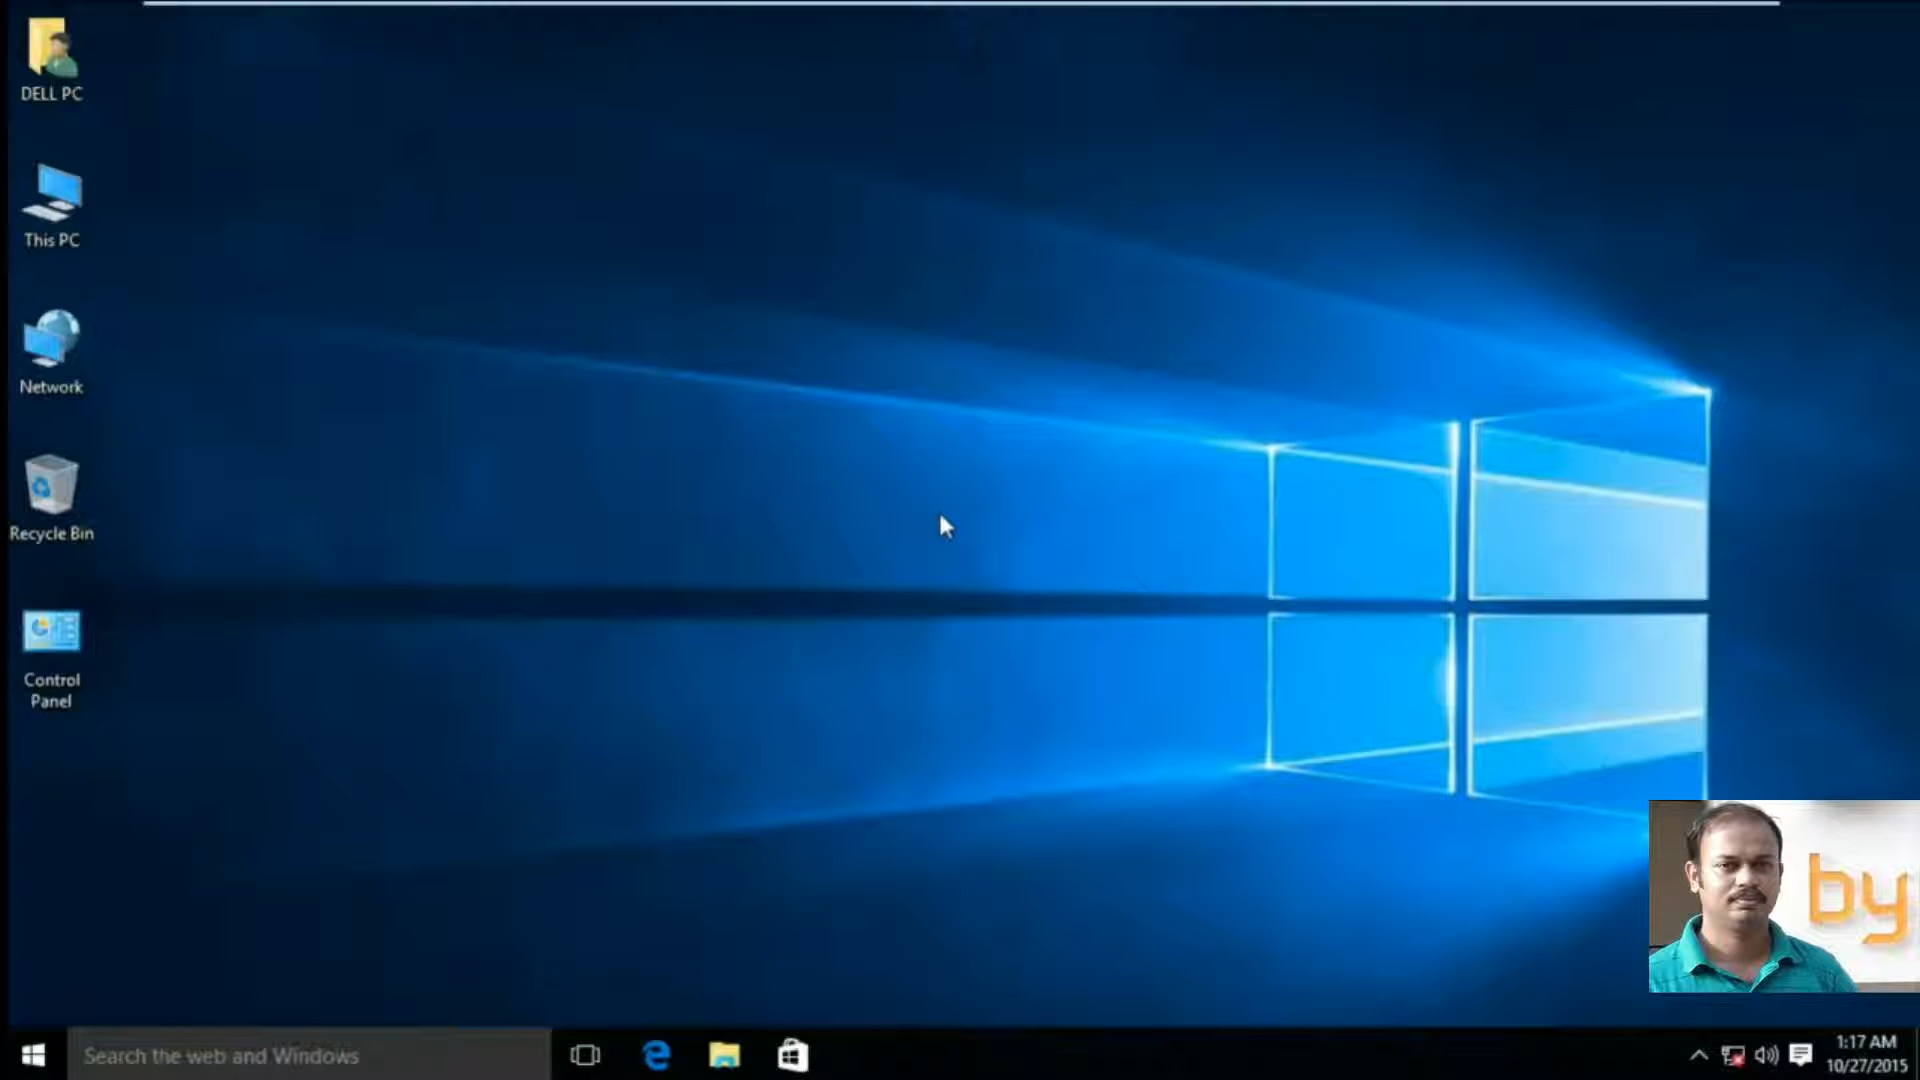 DELL PC
This PC
Network
Recycle Bin
Control
Panel
by
Search the web and Windows
1:17 AM
10/27/2015